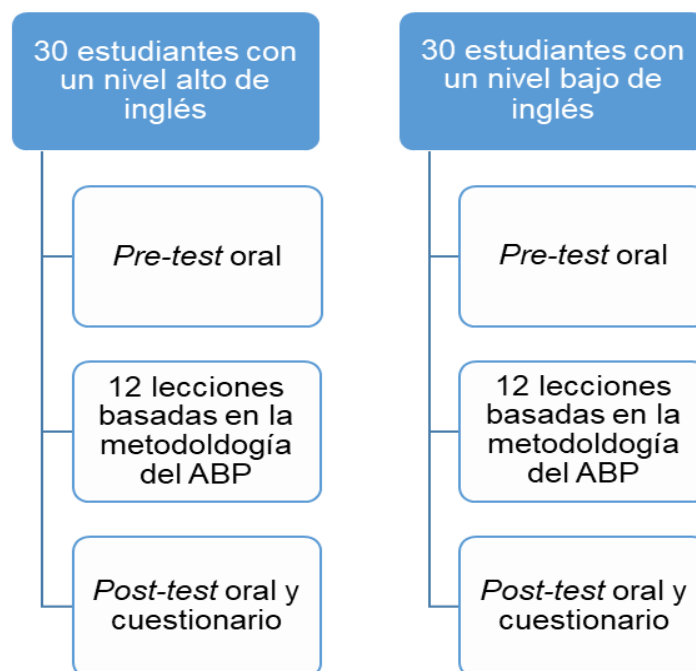 30 estudiantes con
un nivel alto de
inglés
Pre-test oral
12 lecciones
basadas en la
metodoldogía
del ABP
Post-test oral y
cuestionario
30 estudiantes con
un nivel bajo de
inglés
Pre-test oral
12 lecciones
basadas en la
metodoldogía
del ABP
Post-test oral y
cuestionario